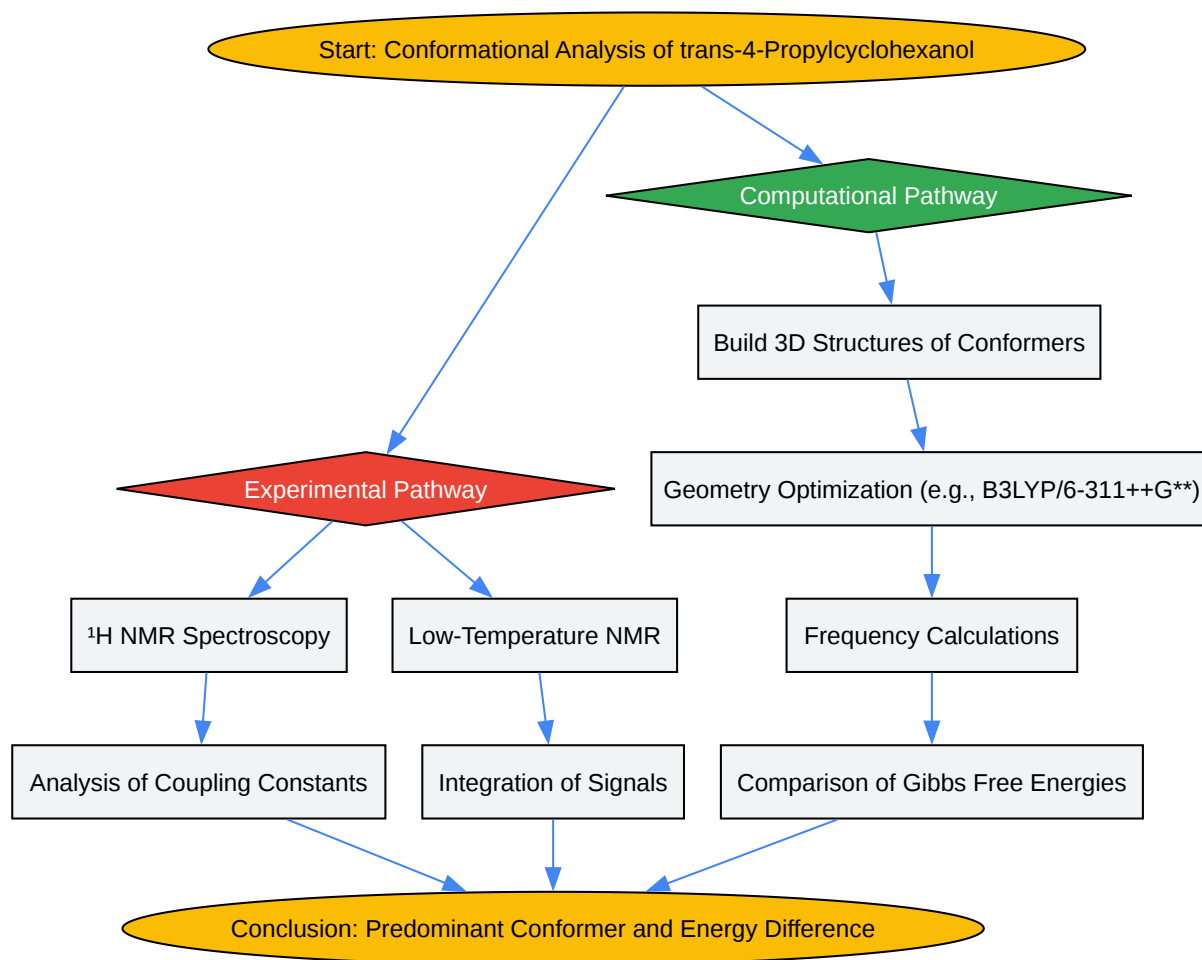 Start: Conformational Analysis of trans-4-Propylcyclohexanol
Computational Pathway
Build 3D Structures of Conformers
Experimental Pathway
Geometry Optimization (e.g., B3LYP/6-311++G**)
¹H NMR Spectroscopy
Low-Temperature NMR
Frequency Calculations
Analysis of Coupling Constants
Integration of Signals
Comparison of Gibbs Free Energies
Conclusion: Predominant Conformer and Energy Difference